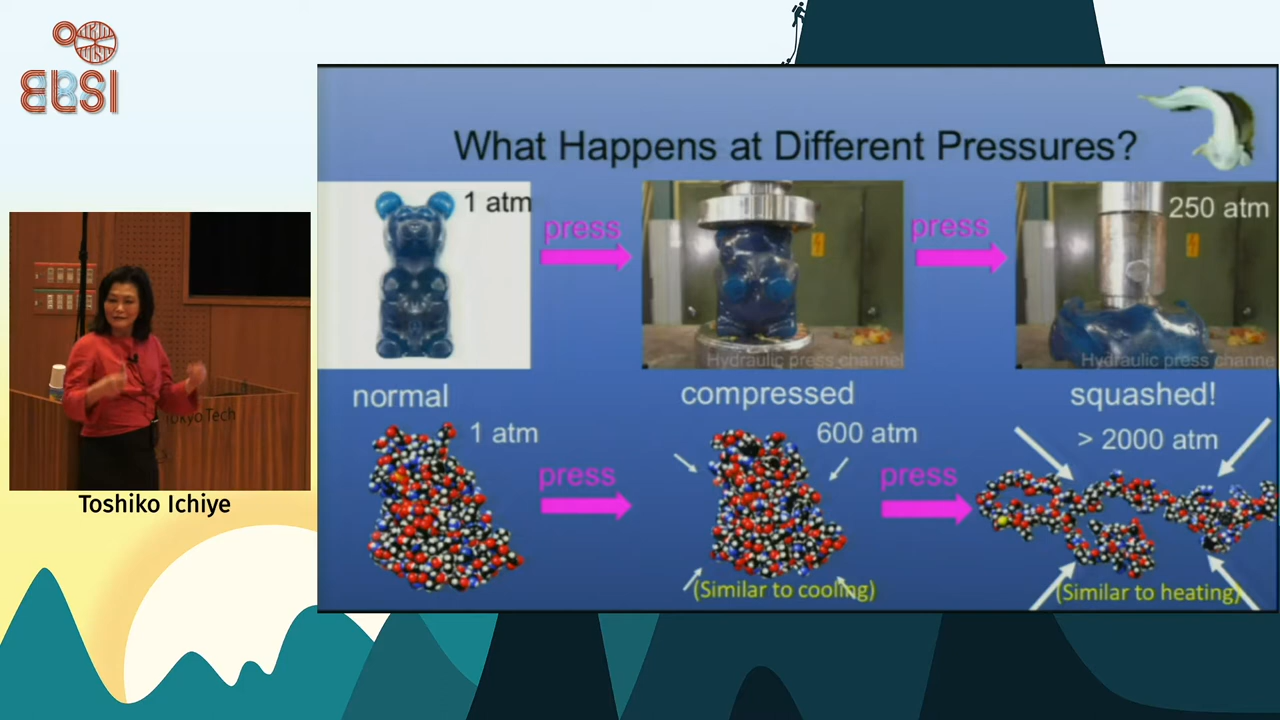 ELSI
What Happens at Different Pressures?
1 atm
press
press
250 atm
Hydraulic press channel
Hydraulic press channe
normal
compressed
squashed!
1 atm
600 atm
> 2000 atm
press
press
(Similar to cooling)
(Similar to heating)
Tokyo Tech
Toshiko Ichiye